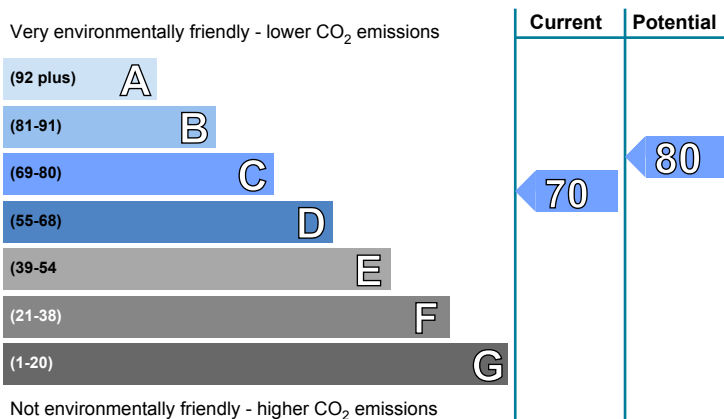 Very environmentally friendly - lower CO2 emissions
Current
Potential
(92 plus) A
(81-91) B
(69-80) C
(55-68) D
(39-54 E
(21-38) F
(1-20) G
70
80
Not environmentally friendly - higher CO2 emissions